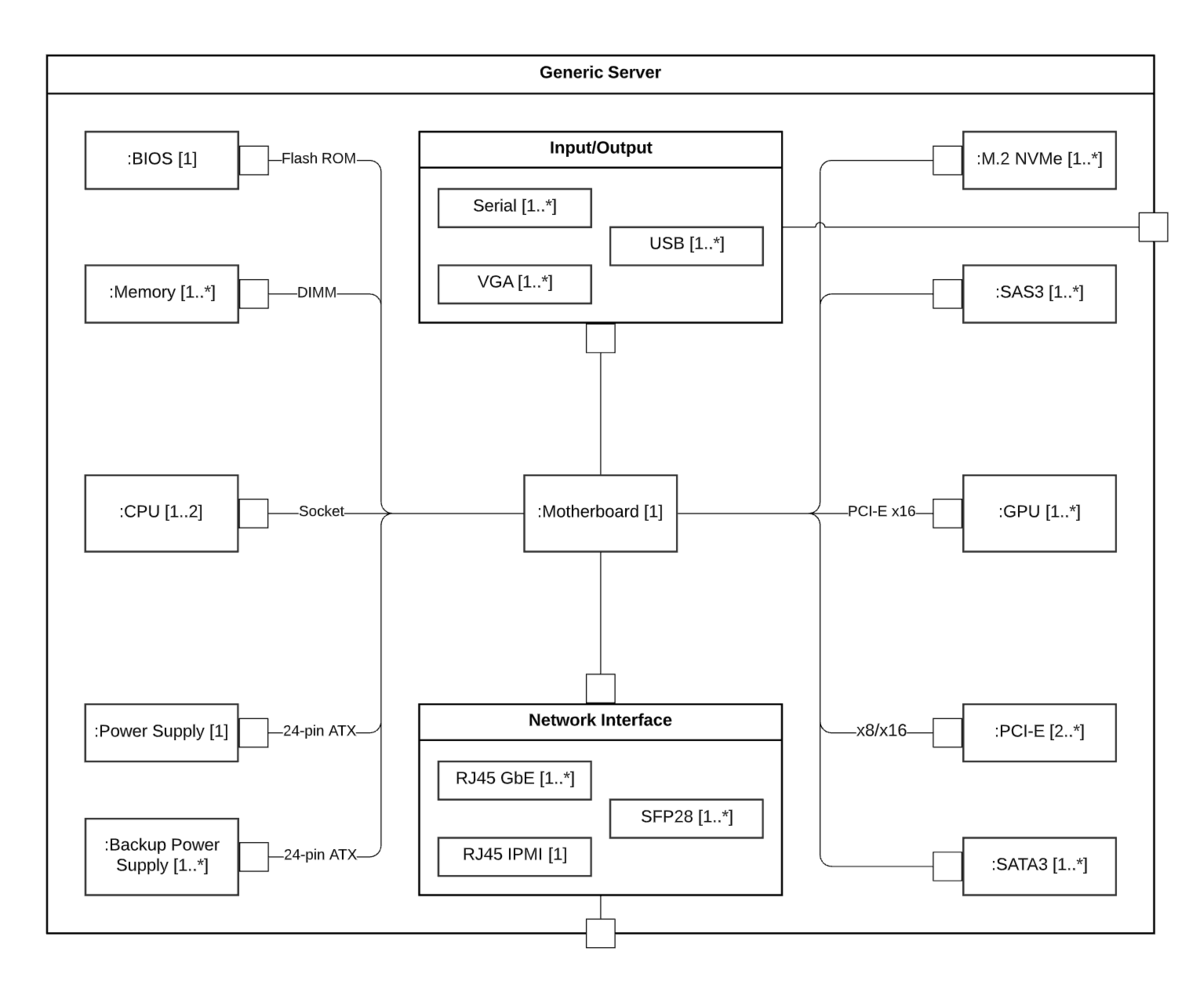 Generic Server
:BIOS [1]
Flash ROM
Input/Output
:M.2 NVMe [1..*]
Serial [1..*]
USB [1..*]
VGA [1..*]
:Memory [1..*]
DIMM
:SAS3 [1..*]
:CPU [1..2]
Socket
:Motherboard [1]
PCI-E x16
:GPU [1..*]
:Power Supply [1]
24-pin ATX
Network Interface
x8/x16
:PCI-E [2..*]
RJ45 GbE [1..*]
SFP28 [1..*]
RJ45 IPMI [1]
:Backup Power
Supply [1..*]
24-pin ATX
:SATA3 [1..*]